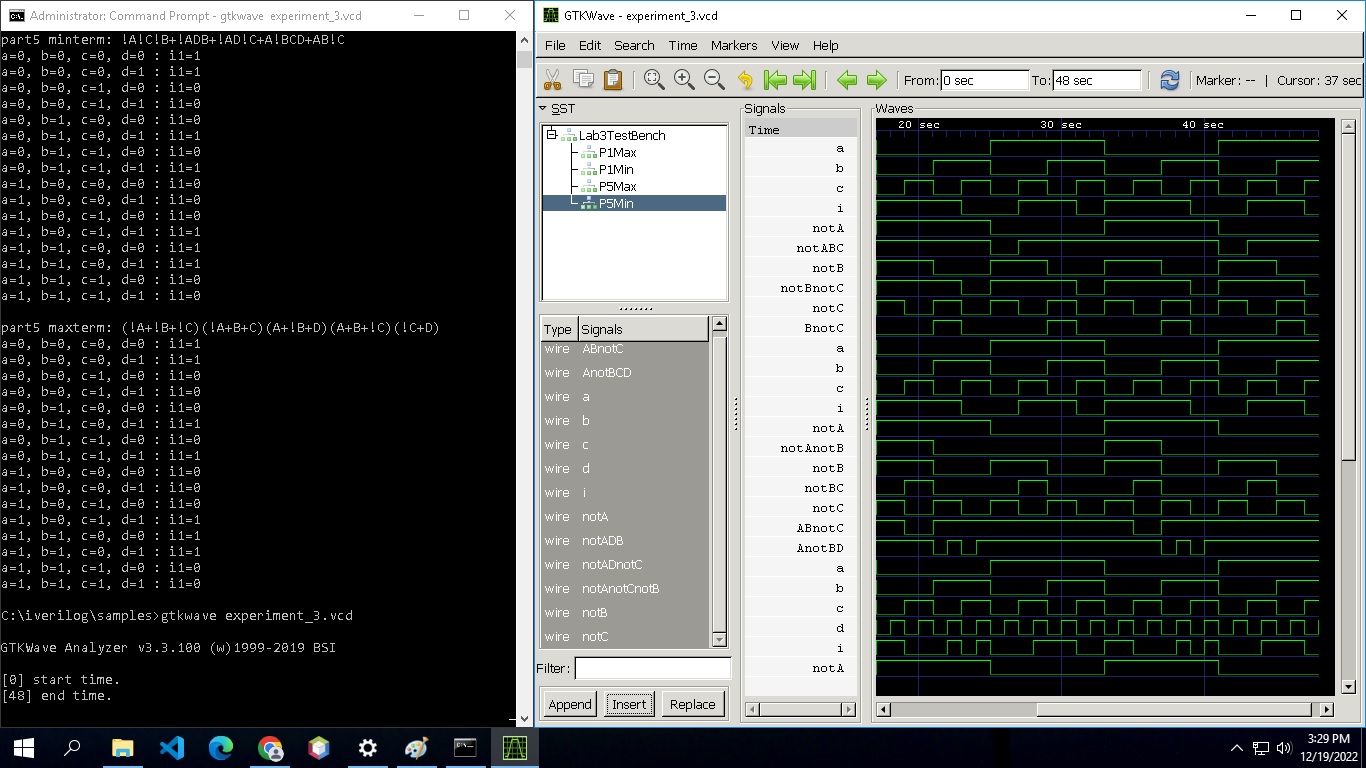 Administrator: Command Prompt - gtkwave  experiment_3.vcd
part5 minterm: !A!C!B+!ADB+!AD!C+A!BCD+AB!C
a=0, b=0, c=0, d=0 : i1=1
a=0, b=0, c=0, d=1 : i1=1
a=0, b=0, c=1, d=0 : i1=0
a=0, b=0, c=1, d=1 : i1=0
a=0, b=1, c=0, d=0 : i1=0
a=0, b=1, c=0, d=1 : i1=1
a=0, b=1, c=1, d=0 : i1=0
a=0, b=1, c=1, d=1 : i1=1
a=1, b=0, c=0, d=0 : i1=0
a=1, b=0, c=0, d=1 : i1=0
a=1, b=0, c=1, d=0 : i1=0
a=1, b=0, c=1, d=1 : i1=1
a=1, b=1, c=0, d=0 : i1=1
a=1, b=1, c=0, d=1 : i1=1
a=1, b=1, c=1, d=0 : i1=0
a=1, b=1, c=1, d=1 : i1=0
part5 maxterm: (!A+!B+!C)(!A+B+C)(A+!B+D)(A+B+!C)(!C+D)
a=0, b=0, c=0, d=0 : i1=1
a=0, b=0, c=0, d=1 : i1=1
a=0, b=0, c=1, d=0 : i1=0
a=0, b=0, c=1, d=1 : i1=0
a=0, b=1, c=0, d=0 : i1=0
a=0, b=1, c=0, d=1 : i1=1
a=0, b=1, c=1, d=0 : i1=0
a=0, b=1, c=1, d=1 : i1=1
a=1, b=0, c=0, d=0 : i1=0
a=1, b=0, c=0, d=1 : i1=0
a=1, b=0, c=1, d=0 : i1=0
a=1, b=0, c=1, d=1 : i1=1
a=1, b=1, c=0, d=0 : i1=1
a=1, b=1, c=0, d=1 : i1=1
a=1, b=1, c=1, d=0 : i1=0
a=1, b=1, c=1, d=1 : i1=0
C:\iverilog\samples>gtkwave experiment_3.vcd
GTKWave Analyzer v3.3.100 (w)1999-2019 BSI
[0] start time.
[48] end time.
GTKWave - experiment_3.vcd
File Edit Search Time Markers View Help
From: 0 sec To: 48 sec Marker: -- | Cursor: 37 sec
SST
Lab3TestBench
P1Max
P1Min
P5Max
P5Min
Type Signals
wire ABnotC
wire AnotBCD
wire a
wire b
wire c
wire d
wire i
wire notA
wire notADB
wire notADnotC
wire notAnotCnotB
wire notB
wire notC
Filter:
Append Insert Replace
Signals
Time
a
b
c
i
notA
notABC
notB
notBnotC
notC
BnotC
a
b
c
i
notA
notAnotB
notB
notBC
notC
ABnotC
AnotBD
a
b
c
d
i
notA
Waves
20 sec 30 sec 40 sec
3:29 PM
12/19/2022